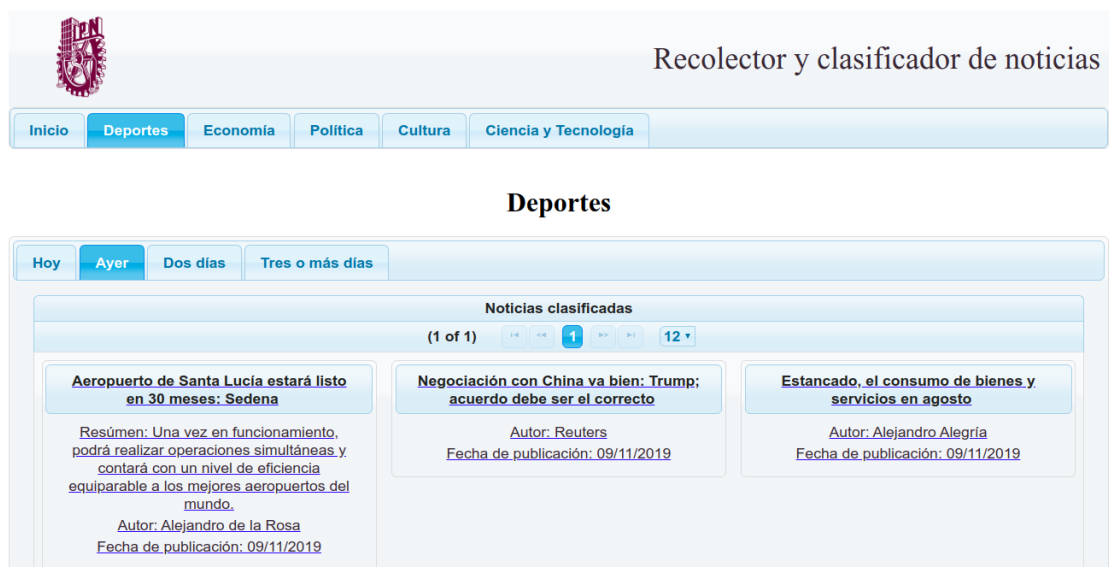 IPN
Recolector y clasificador de noticias
Inicio Deportes Economía Política Cultura Ciencia y Tecnología
Deportes
Hoy Ayer Dos días Tres o más días
Noticias clasificadas
(1 of 1) 1 12
Aeropuerto de Santa Lucía estará listo
en 30 meses: Sedena
Resúmen: Una vez en funcionamiento,
podrá realizar operaciones simultáneas y
contará con un nivel de eficiencia
equiparable a los mejores aeropuertos del
mundo.
Autor: Alejandro de la Rosa
Fecha de publicación: 09/11/2019
Negociación con China va bien: Trump;
acuerdo debe ser el correcto
Autor: Reuters
Fecha de publicación: 09/11/2019
Estancado, el consumo de bienes y
servicios en agosto
Autor: Alejandro Alegría
Fecha de publicación: 09/11/2019